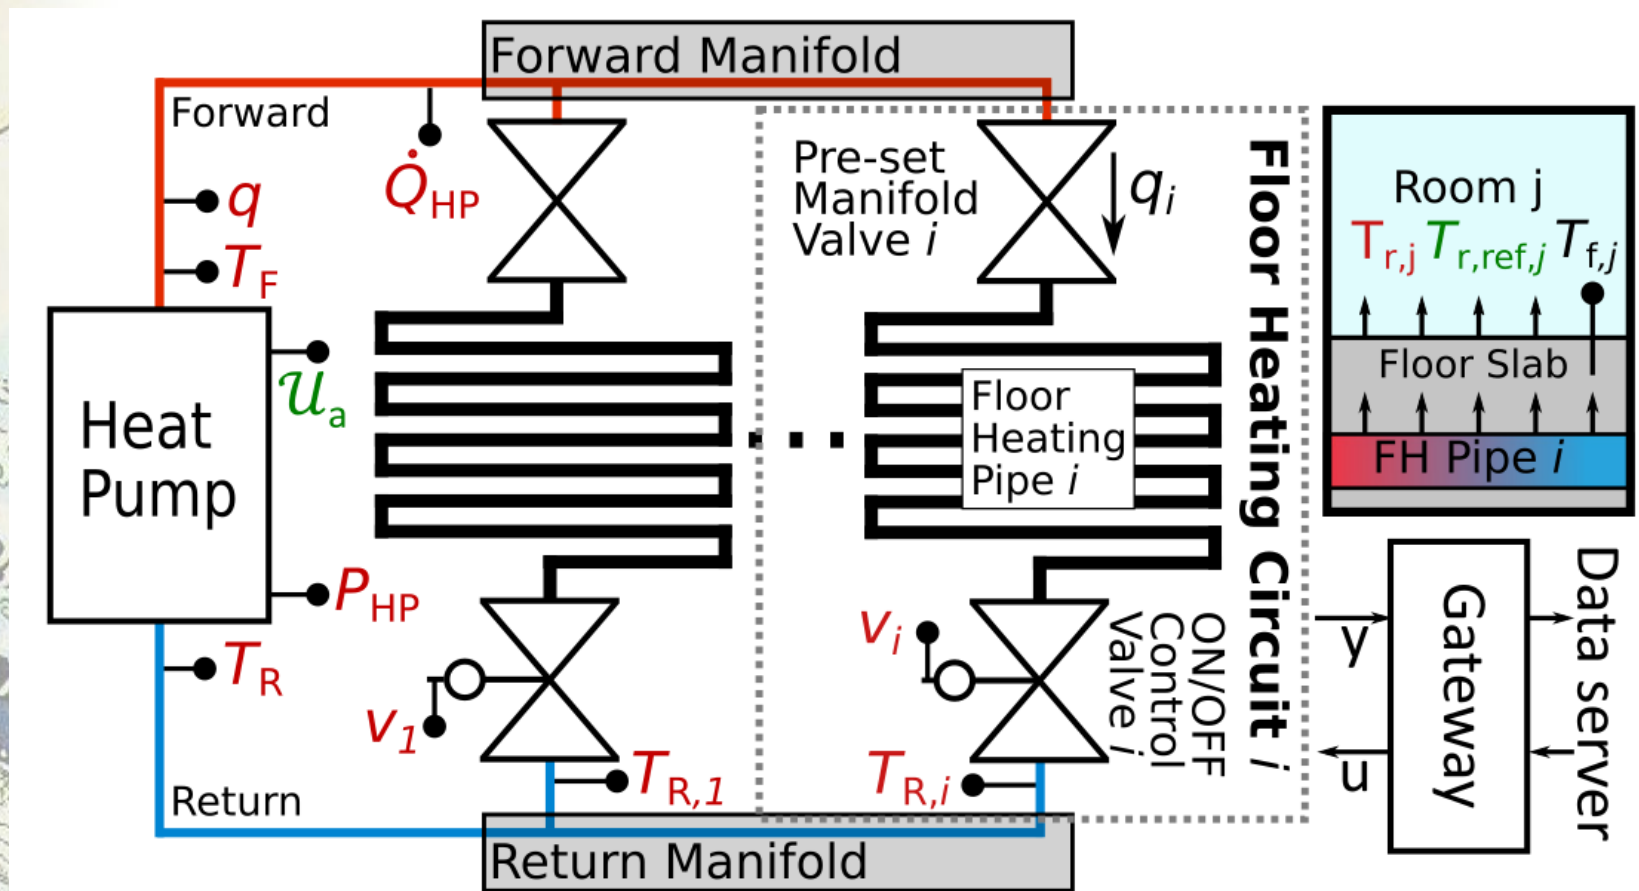 Forward Manifold
Forward
Q̇HP
q
TF
Heat
Pump
𝒰a
PHP
TR
v1
TR,1
Return
Return Manifold
Pre-set
Manifold
Valve i
qi
Floor
Heating
Pipe i
vi
ON/OFF
Control
Valve i
TR,i
Floor Heating Circuit i
Room j
Tr,j Tr,ref,j Tf,j
Floor Slab
FH Pipe i
y
u
Gateway
Data server